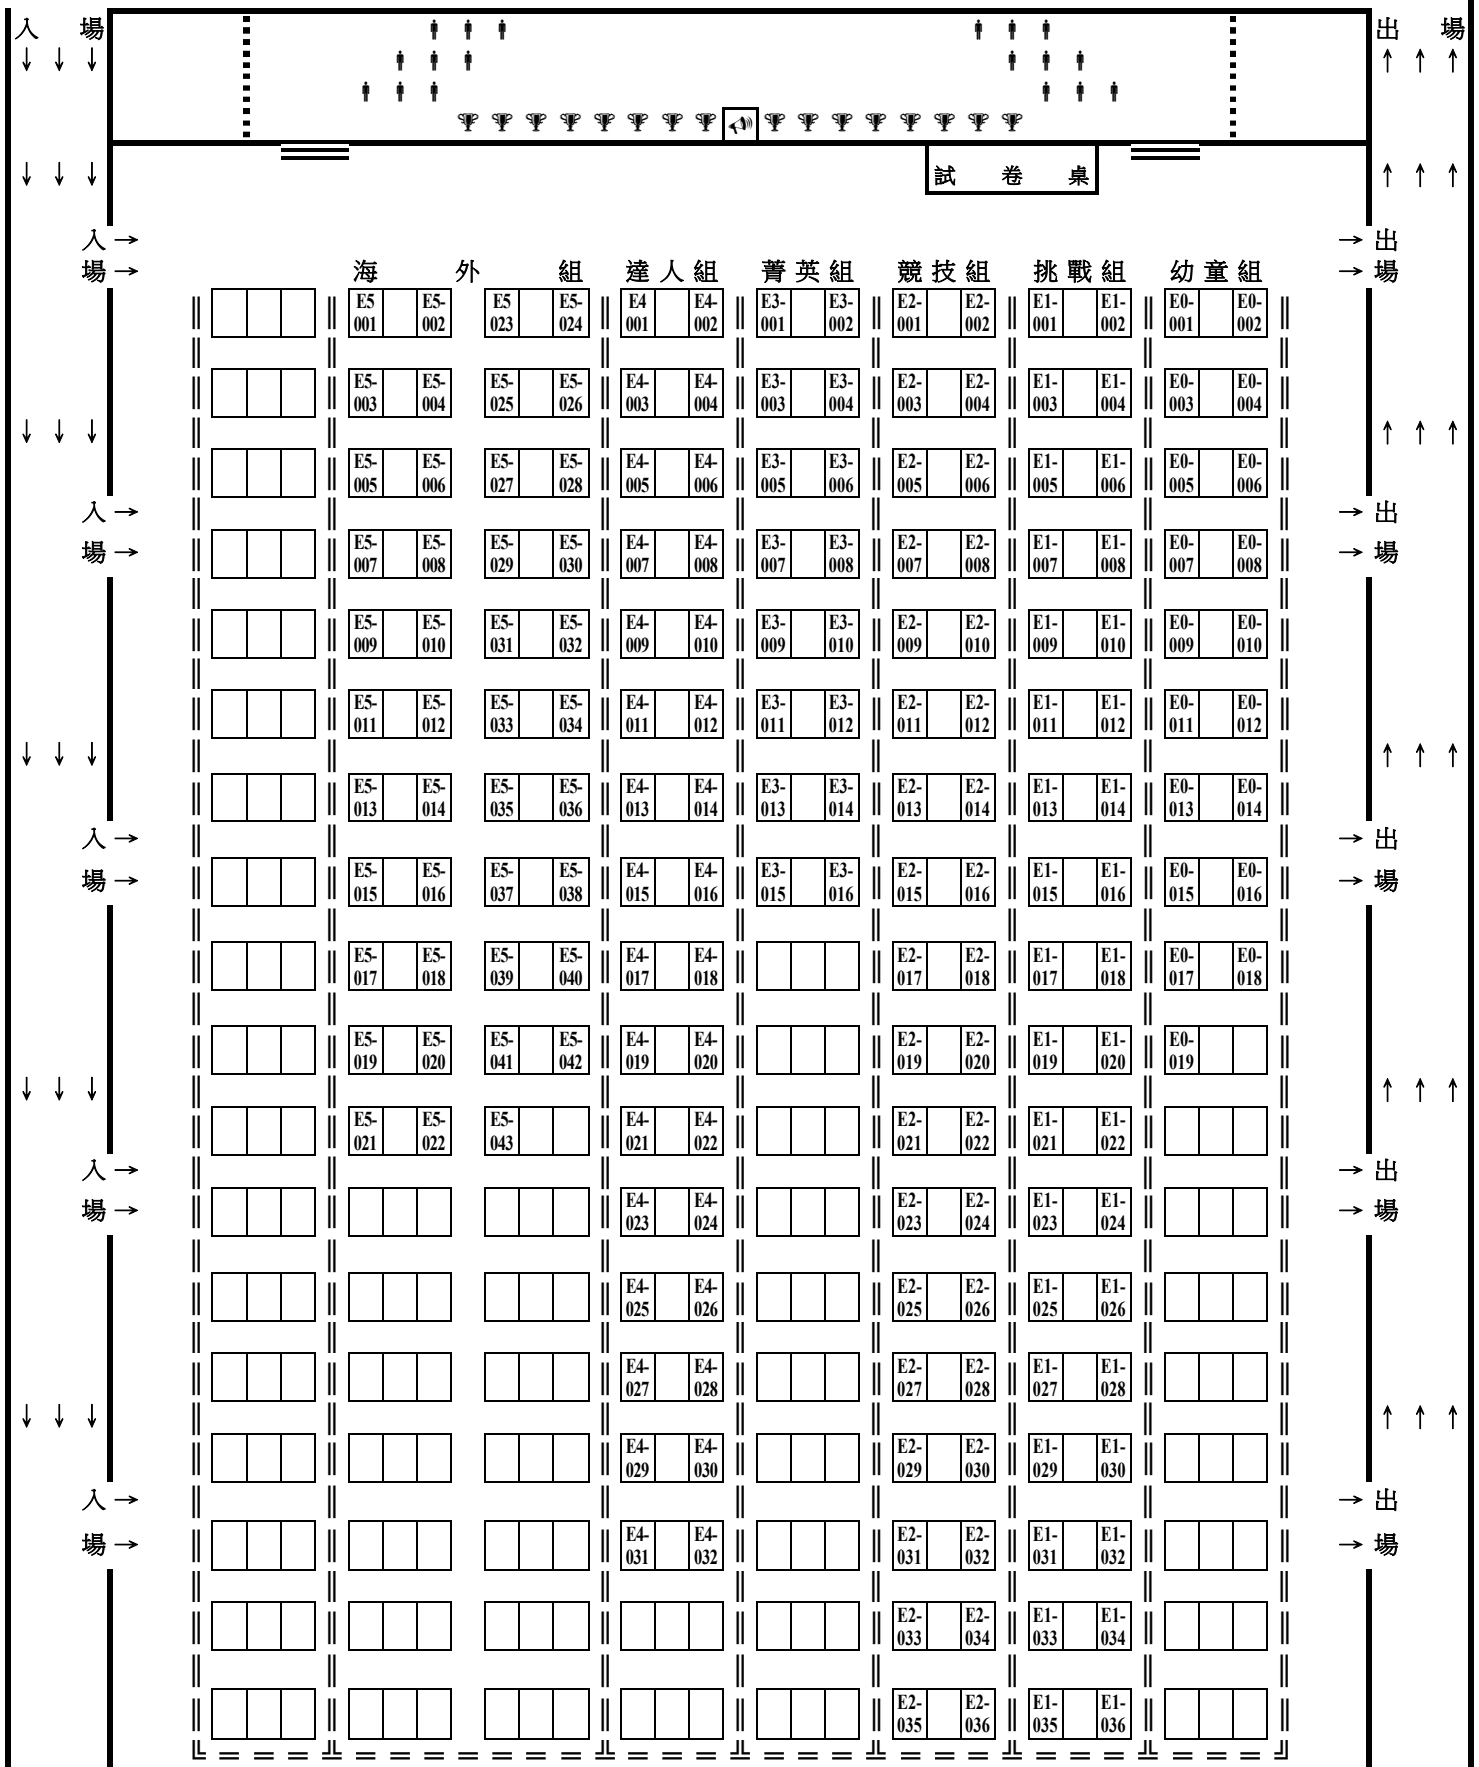 入 場 出 場
試 卷 桌
入 → → 出
場 → → 場
海 外 組 達人組 菁英組 競技組 挑戰組 幼童組
E5 001 E5-002 E5 023 E5-024 E4 001 E4-002 E3-001 E3-002 E2-001 E2-002 E1-001 E1-002 E0-001 E0-002
E5-003 E5-004 E5-025 E5-026 E4-003 E4-004 E3-003 E3-004 E2-003 E2-004 E1-003 E1-004 E0-003 E0-004
E5-005 E5-006 E5-027 E5-028 E4-005 E4-006 E3-005 E3-006 E2-005 E2-006 E1-005 E1-006 E0-005 E0-006
入 → → 出
場 → → 場
E5-007 E5-008 E5-029 E5-030 E4-007 E4-008 E3-007 E3-008 E2-007 E2-008 E1-007 E1-008 E0-007 E0-008
E5-009 E5-010 E5-031 E5-032 E4-009 E4-010 E3-009 E3-010 E2-009 E2-010 E1-009 E1-010 E0-009 E0-010
E5-011 E5-012 E5-033 E5-034 E4-011 E4-012 E3-011 E3-012 E2-011 E2-012 E1-011 E1-012 E0-011 E0-012
E5-013 E5-014 E5-035 E5-036 E4-013 E4-014 E3-013 E3-014 E2-013 E2-014 E1-013 E1-014 E0-013 E0-014
入 → → 出
場 → → 場
E5-015 E5-016 E5-037 E5-038 E4-015 E4-016 E3-015 E3-016 E2-015 E2-016 E1-015 E1-016 E0-015 E0-016
E5-017 E5-018 E5-039 E5-040 E4-017 E4-018 E2-017 E2-018 E1-017 E1-018 E0-017 E0-018
E5-019 E5-020 E5-041 E5-042 E4-019 E4-020 E2-019 E2-020 E1-019 E1-020 E0-019
E5-021 E5-022 E5-043 E4-021 E4-022 E2-021 E2-022 E1-021 E1-022
入 → → 出
場 → → 場
E4-023 E4-024 E2-023 E2-024 E1-023 E1-024
E4-025 E4-026 E2-025 E2-026 E1-025 E1-026
E4-027 E4-028 E2-027 E2-028 E1-027 E1-028
E4-029 E4-030 E2-029 E2-030 E1-029 E1-030
入 → → 出
場 → → 場
E4-031 E4-032 E2-031 E2-032 E1-031 E1-032
E2-033 E2-034 E1-033 E1-034
E2-035 E2-036 E1-035 E1-036